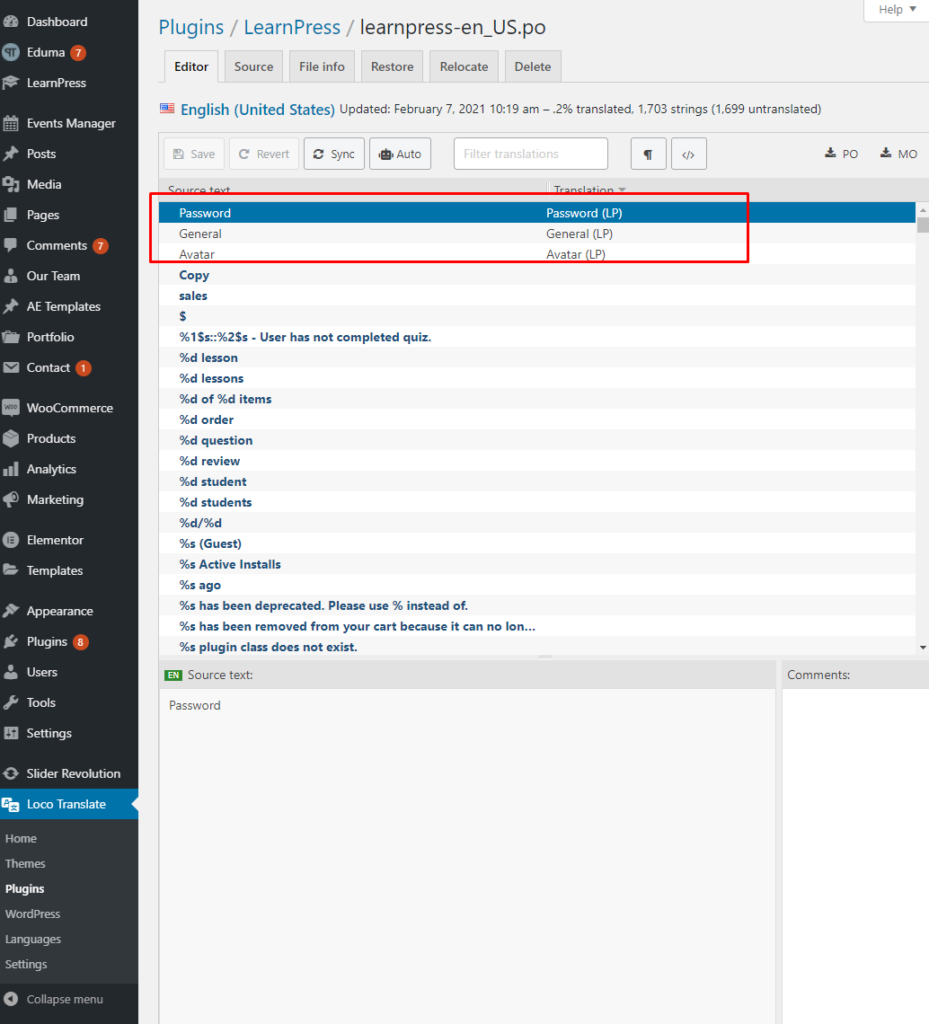 Help ▼
Dashboard
Eduma 7
LearnPress
Events Manager
Posts
Media
Pages
Comments 7
Our Team
AE Templates
Portfolio
Contact 1
WooCommerce
Products
Analytics
Marketing
Elementor
Templates
Appearance
Plugins 8
Users
Tools
Settings
Slider Revolution
Loco Translate
Home
Themes
Plugins
WordPress
Languages
Settings
Collapse menu
Plugins / LearnPress / learnpress-en_US.po
Editor Source File info Restore Relocate Delete
English (United States) Updated: February 7, 2021 10:19 am – .2% translated, 1,703 strings (1,699 untranslated)
Save Revert Sync Auto Filter translations ¶ </> PO MO
Source text Translation
Password Password (LP)
General General (LP)
Avatar Avatar (LP)
Copy
sales
$
%1$s::%2$s - User has not completed quiz.
%d lesson
%d lessons
%d of %d items
%d order
%d question
%d review
%d student
%d students
%d/%d
%s (Guest)
%s Active Installs
%s ago
%s has been deprecated. Please use % instead of.
%s has been removed from your cart because it can no lon...
%s plugin class does not exist.
EN Source text: Comments:
Password